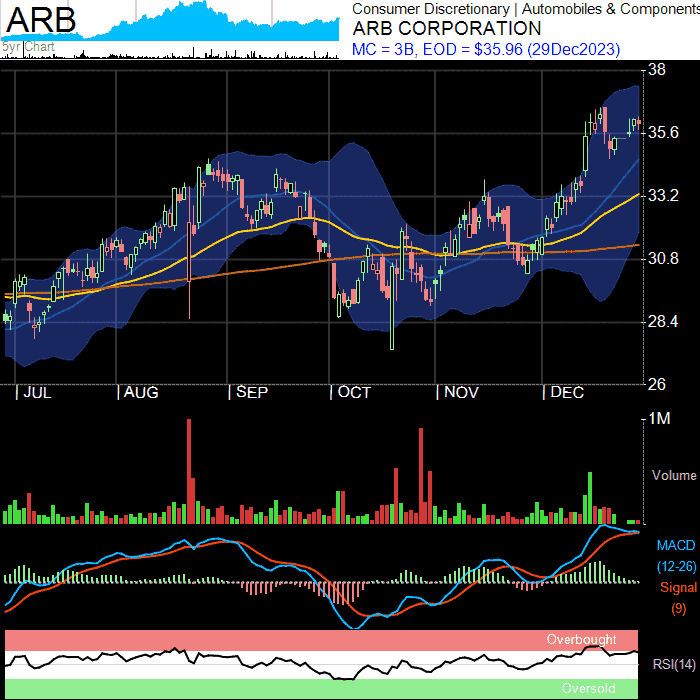 ARB
5yr Chart
Consumer Discretionary | Automobiles & Components
ARB CORPORATION
MC = 3B, EOD = $35.96 (29Dec2023)
38
35.6
33.2
30.8
28.4
26
| JUL | AUG | SEP | OCT | NOV | DEC
1M
Volume
MACD
(12-26)
Signal
(9)
Overbought
RSI(14)
Oversold